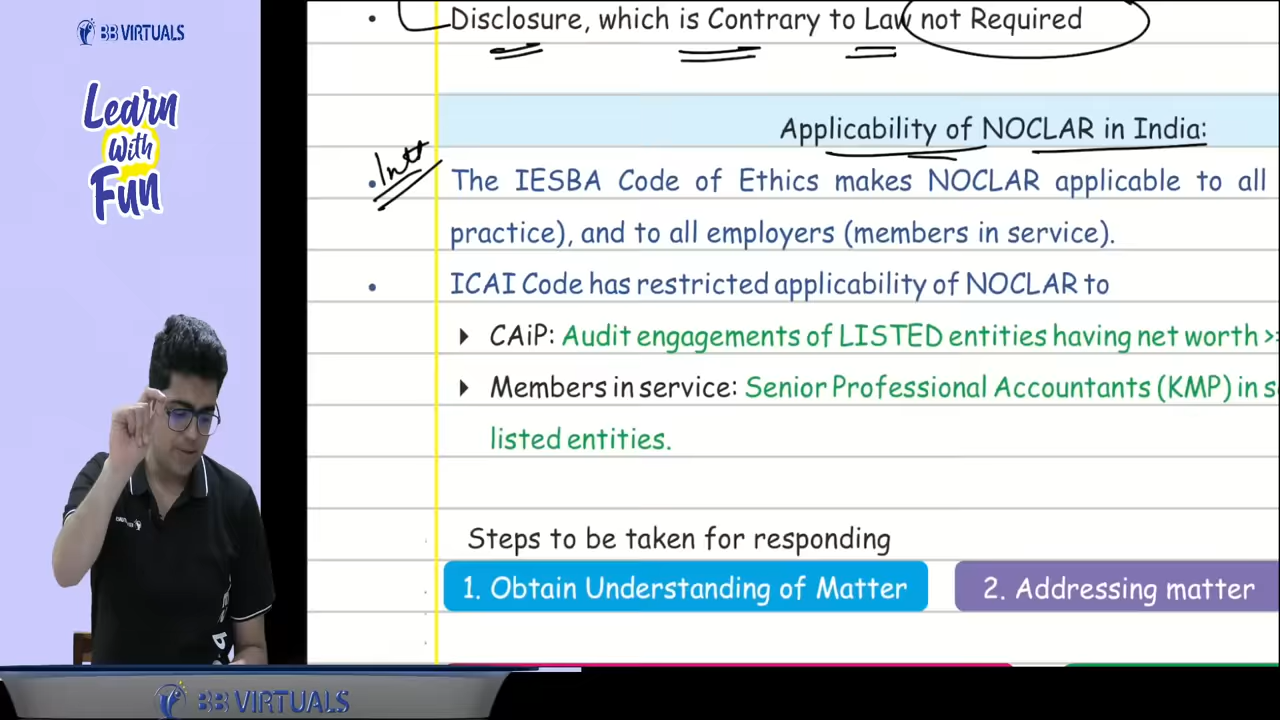 BB VIRTUALS
Learn
With
Fun
Disclosure, which is Contrary to Law not Required
Applicability of NOCLAR in India:
The IESBA Code of Ethics makes NOCLAR applicable to all
practice), and to all employers (members in service).
ICAI Code has restricted applicability of NOCLAR to
CAiP: Audit engagements of LISTED entities having net worth >
Members in service: Senior Professional Accountants (KMP) in s
listed entities.
Steps to be taken for responding
1. Obtain Understanding of Matter
2. Addressing matter
BB VIRTUALS